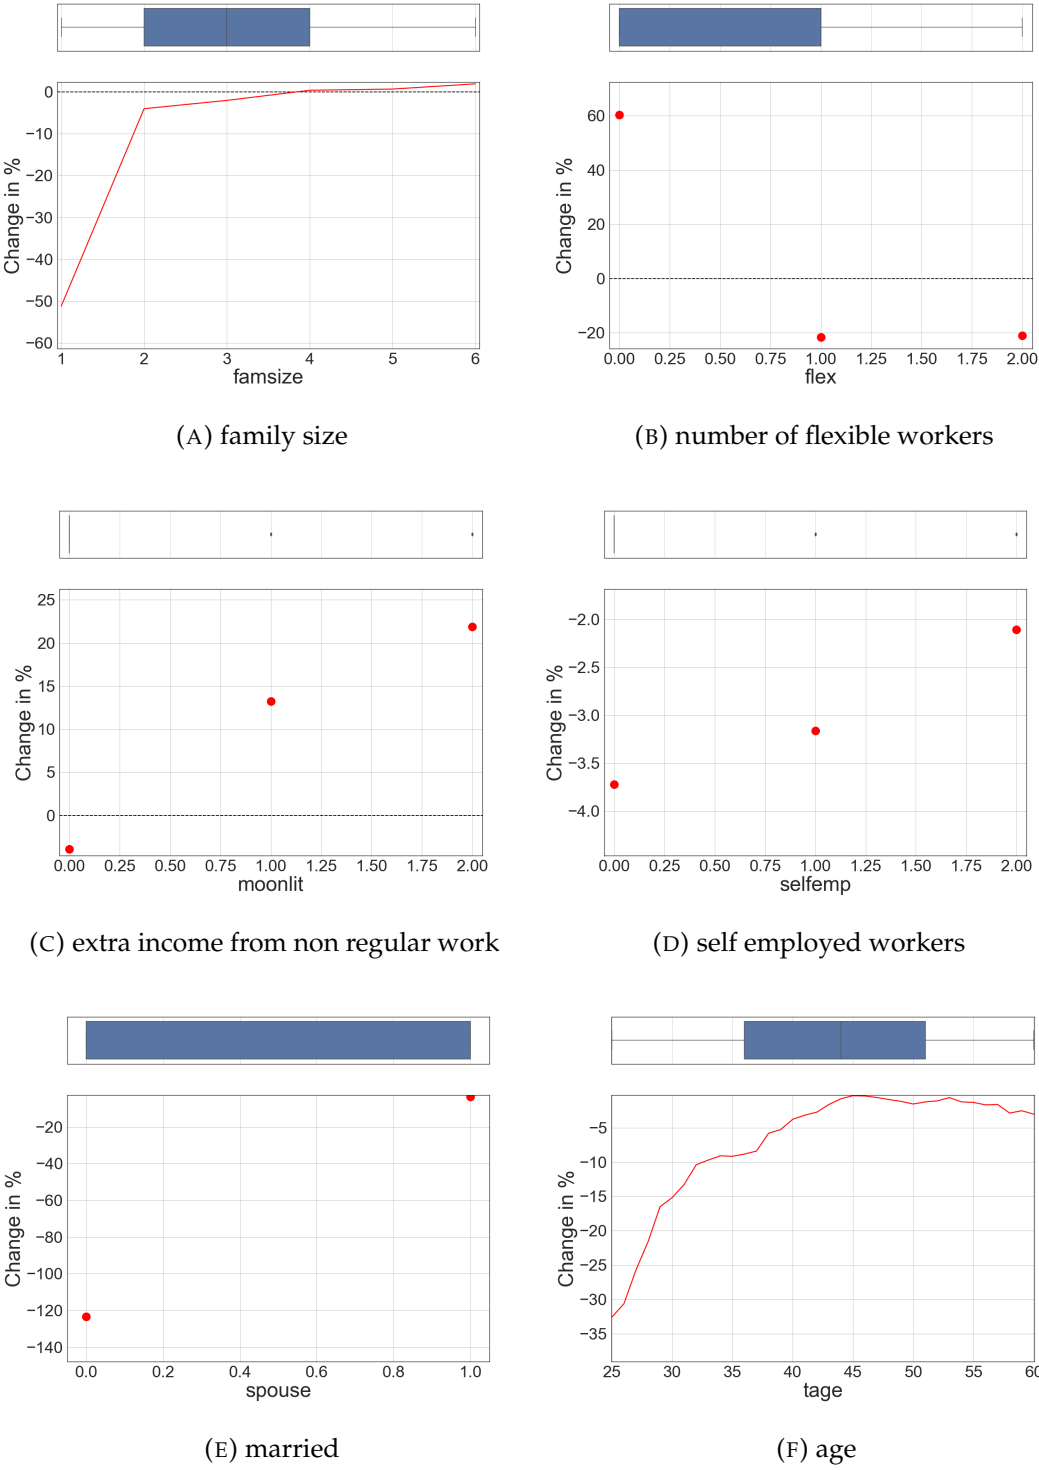 0
−10
−20
−30
−40
−50
−60
Change in %
1 2 3 4 5 6
famsize
(A) family size
60
40
20
0
−20
Change in %
0.00 0.25 0.50 0.75 1.00 1.25 1.50 1.75 2.00
flex
(B) number of flexible workers
25
20
15
10
5
0
Change in %
0.00 0.25 0.50 0.75 1.00 1.25 1.50 1.75 2.00
moonlit
(C) extra income from non regular work
−2.0
−2.5
−3.0
−3.5
−4.0
Change in %
0.00 0.25 0.50 0.75 1.00 1.25 1.50 1.75 2.00
selfemp
(D) self employed workers
−20
−40
−60
−80
−100
−120
−140
Change in %
0.0 0.2 0.4 0.6 0.8 1.0
spouse
(E) married
−5
−10
−15
−20
−25
−30
−35
Change in %
25 30 35 40 45 50 55 60
tage
(F) age